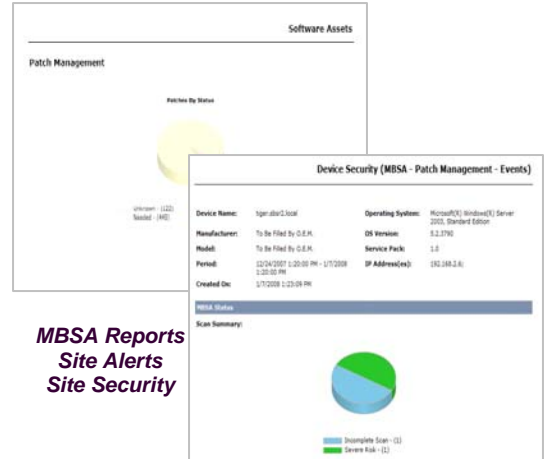 Software Assets
Patch Management
Patches By Status
Unknown - (122)
Needed - (440)
Device Security (MBSA - Patch Management - Events)
Device Name: tiger.sbsr2.local Operating System: Microsoft(R) Windows(R) Server
2003, Standard Edition
Manufacturer: To Be Filled By O.E.M. OS Version: 5.2.3790
Model: To Be Filled By O.E.M. Service Pack: 1.0
Period: 12/24/2007 1:20:00 PM - 1/7/2008 IP Address(es):
1:20:00 PM
Created On: 1/7/2008 1:23:09 PM
MBSA Status
Scan Summary:
Incomplete Scan - (1)
Severe Risk - (1)
MBSA Reports
Site Alerts
Site Security